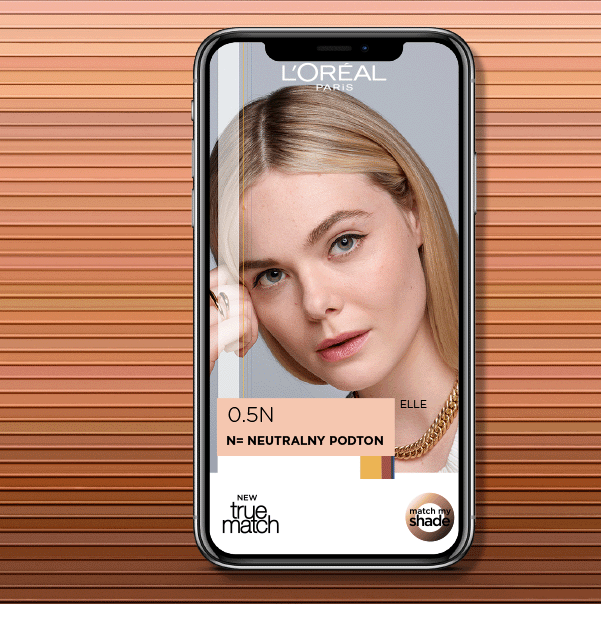 L'ORÉAL
PARIS
ELLE
0.5N
N= NEUTRALNY PODTON
NEW
true
match
match my
shade